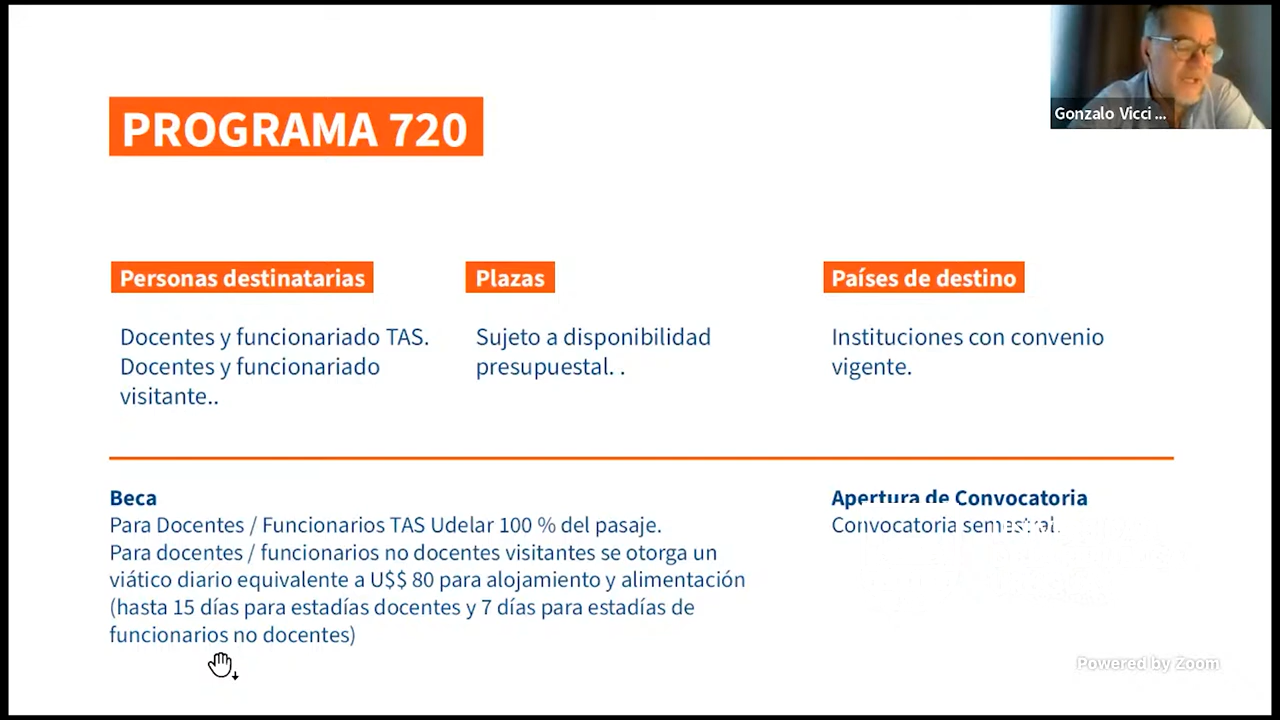 Gonzalo Vicci ...
PROGRAMA 720
Personas destinatarias
Docentes y funcionariado TAS.
Docentes y funcionariado
visitante..
Plazas
Sujeto a disponibilidad
presupuestal. .
Países de destino
Instituciones con convenio
vigente.
Beca
Para Docentes / Funcionarios TAS Udelar 100 % del pasaje.
Para docentes / funcionarios no docentes visitantes se otorga un
viático diario equivalente a U$$ 80 para alojamiento y alimentación
(hasta 15 días para estadías docentes y 7 días para estadías de
funcionarios no docentes)
Apertura de Convocatoria
Convocatoria semestral.
Powered by Zoom